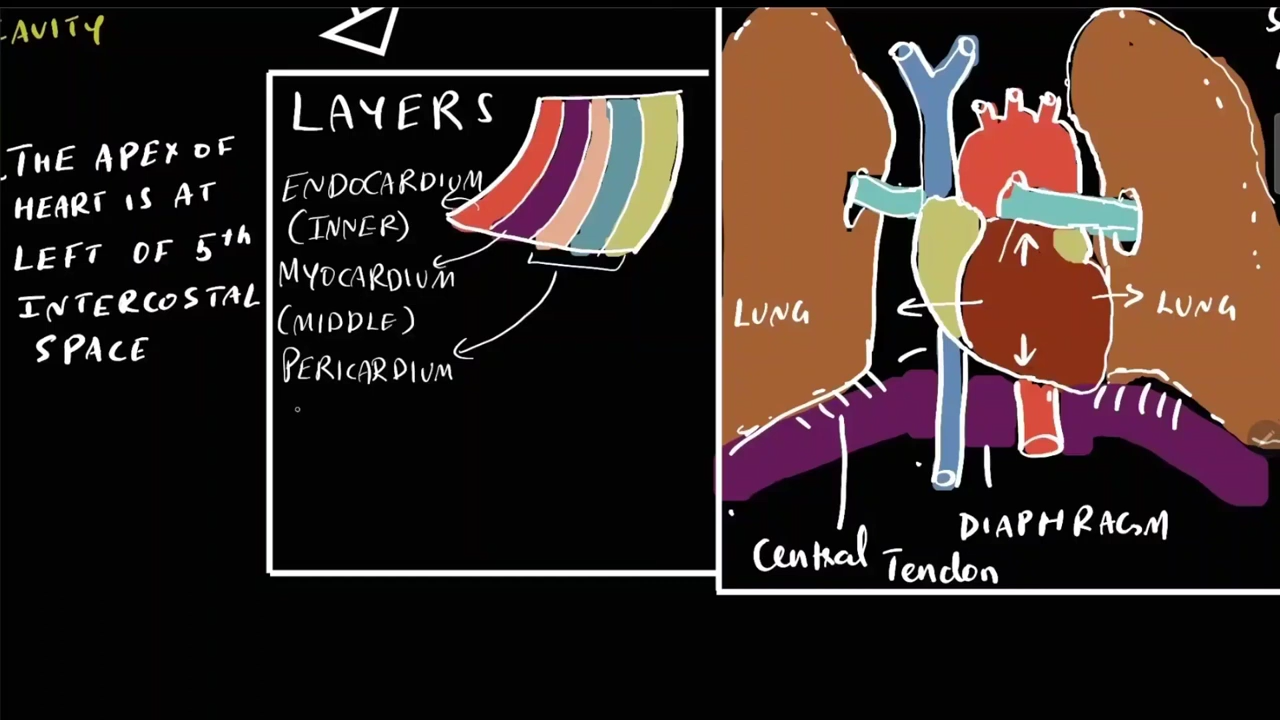 CAVITY
THE APEX OF
HEART IS AT
LEFT OF 5th
INTERCOSTAL
SPACE
LAYERS
ENDOCARDIUM
(INNER)
MYOCARDIUM
(MIDDLE)
PERICARDIUM
LUNG
LUNG
DIAPHRAGM
Central Tendon